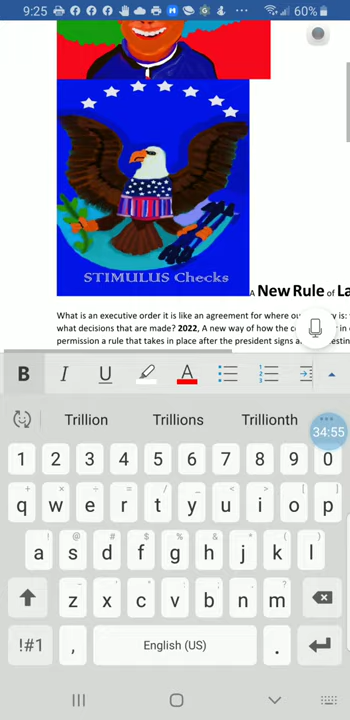 9:25
60%
STIMULUS Checks
A New Rule of La
What is an executive order it is like an agreement for where ou y is:
what decisions that are made? 2022, A new way of how the c r in
permission a rule that takes in place after the president signs a
B I U A
Trillion Trillions Trillionth
34:55
1 2 3 4 5 6 7 8 9 0
q w e r t y u i o p
a s d f g h j k l
z x c v b n m
!#1 , English (US) .